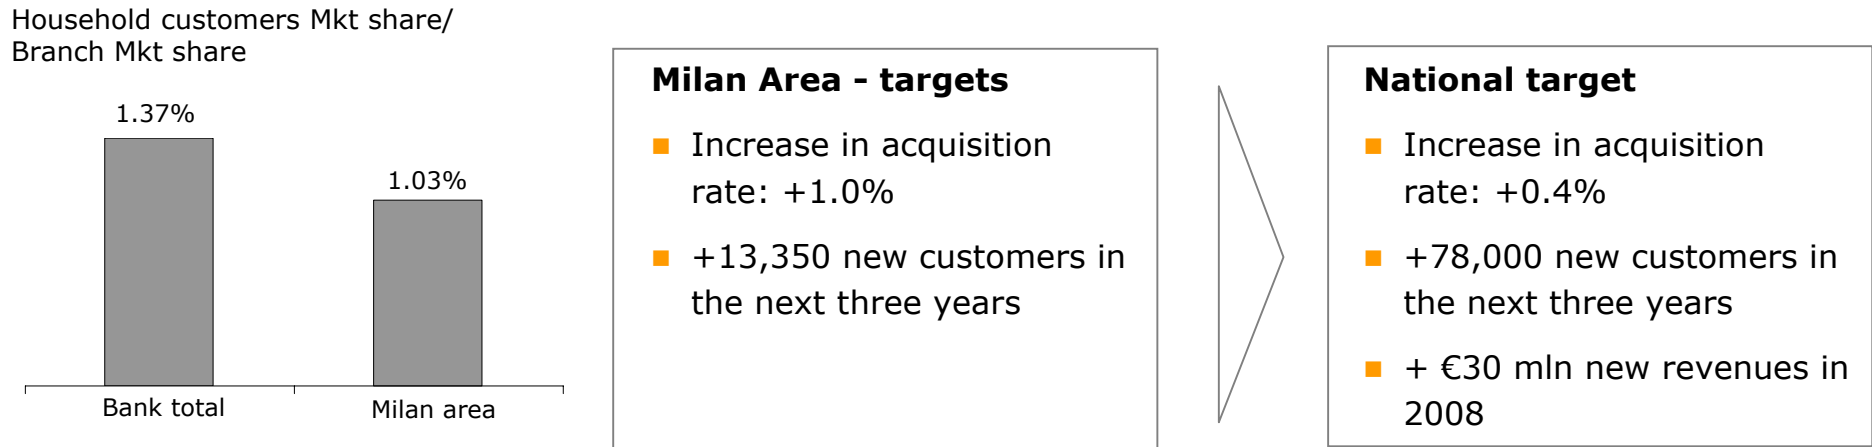 Household customers Mkt share/
Branch Mkt share
1.37%
1.03%
Bank total
Milan area
Milan Area - targets
Increase in acquisition
rate: +1.0%
+13,350 new customers in
the next three years
National target
Increase in acquisition
rate: +0.4%
+78,000 new customers in
the next three years
+ €30 mln new revenues in
2008